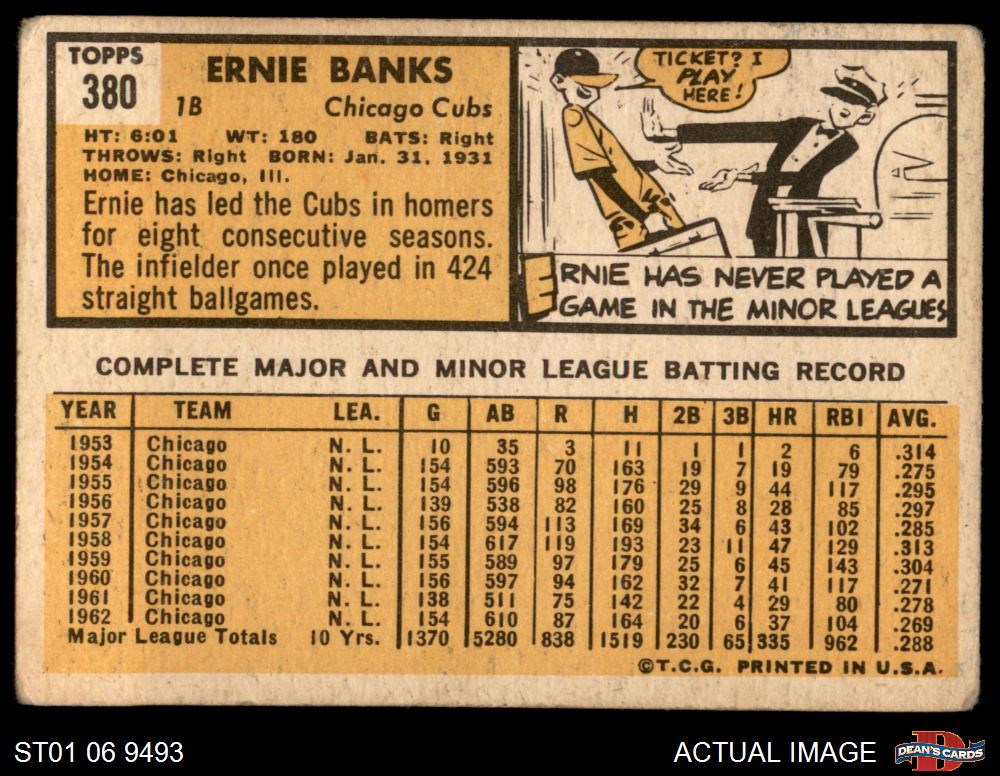 TOPPS
380
ERNIE BANKS
1B Chicago Cubs
HT: 6:01 WT: 180 BATS: Right
THROWS: Right BORN: Jan. 31, 1931
HOME: Chicago, Ill.
Ernie has led the Cubs in homers
for eight consecutive seasons.
The infielder once played in 424
straight ballgames.
TICKET? I
PLAY
HERE!
ERNIE HAS NEVER PLAYED A
GAME IN THE MINOR LEAGUES
COMPLETE MAJOR AND MINOR LEAGUE BATTING RECORD
YEAR TEAM LEA. G AB R H 2B 3B HR RBI AVG.
1953 Chicago N. L. 10 35 3 11 1 1 2 6 .314
1954 Chicago N. L. 154 593 70 163 19 7 19 79 .275
1955 Chicago N. L. 154 596 98 176 29 9 44 117 .295
1956 Chicago N. L. 139 538 82 160 25 8 28 85 .297
1957 Chicago N. L. 156 594 113 169 34 6 43 102 .285
1958 Chicago N. L. 154 617 119 193 23 11 47 129 .313
1959 Chicago N. L. 155 589 97 179 25 6 45 143 .304
1960 Chicago N. L. 156 597 94 162 32 7 41 117 .271
1961 Chicago N. L. 138 511 75 142 22 4 29 80 .278
1962 Chicago N. L. 154 610 87 164 20 6 37 104 .269
Major League Totals 10 Yrs. 1370 5280 838 1519 230 65 335 962 .288
©T.C.G. PRINTED IN U.S.A.
ST01 06 9493
ACTUAL IMAGE
D
DEAN'S CARDS